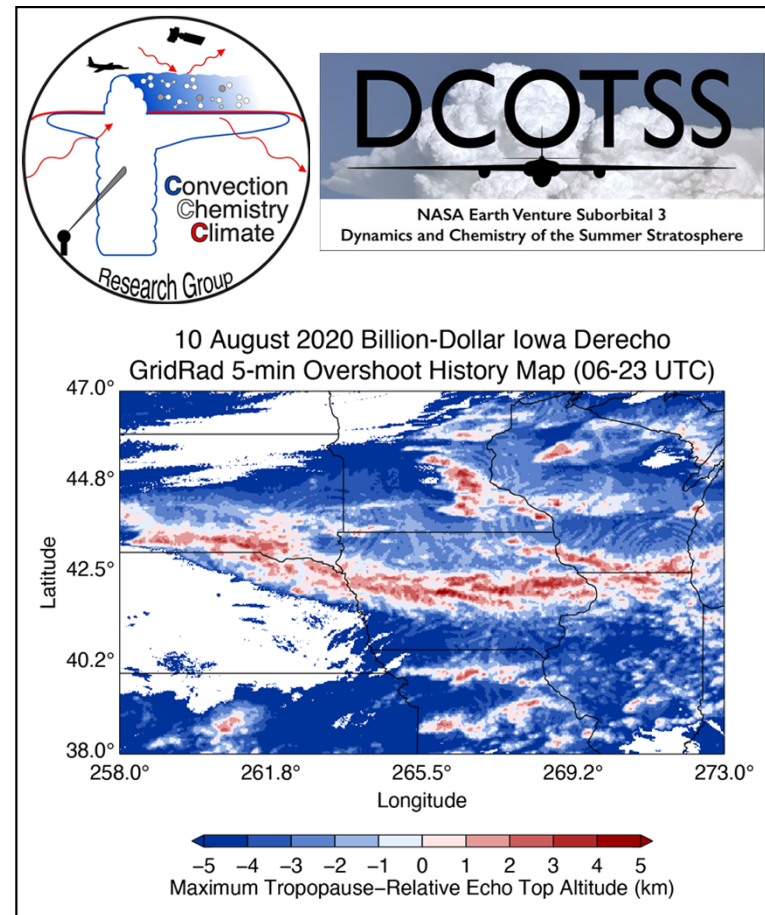 Convection
Chemistry
Climate
Research Group
DCOTSS
NASA Earth Venture Suborbital 3
Dynamics and Chemistry of the Summer Stratosphere
10 August 2020 Billion-Dollar Iowa Derecho
GridRad 5-min Overshoot History Map (06-23 UTC)
47.0°
44.8°
42.5°
40.2°
38.0°
Latitude
258.0° 261.8° 265.5° 269.2° 273.0°
Longitude
−5 −4 −3 −2 −1 0 1 2 3 4 5
Maximum Tropopause−Relative Echo Top Altitude (km)